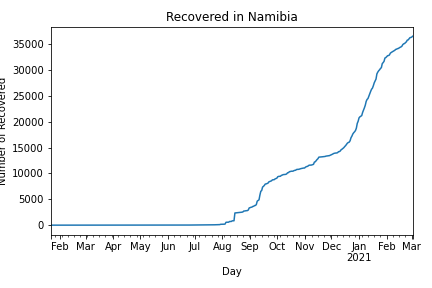 Recovered in Namibia
Number of Recovered
35000
30000
25000
20000
15000
10000
5000
0
Feb Mar Apr May Jun Jul Aug Sep Oct Nov Dec Jan Feb Mar
2021
Day